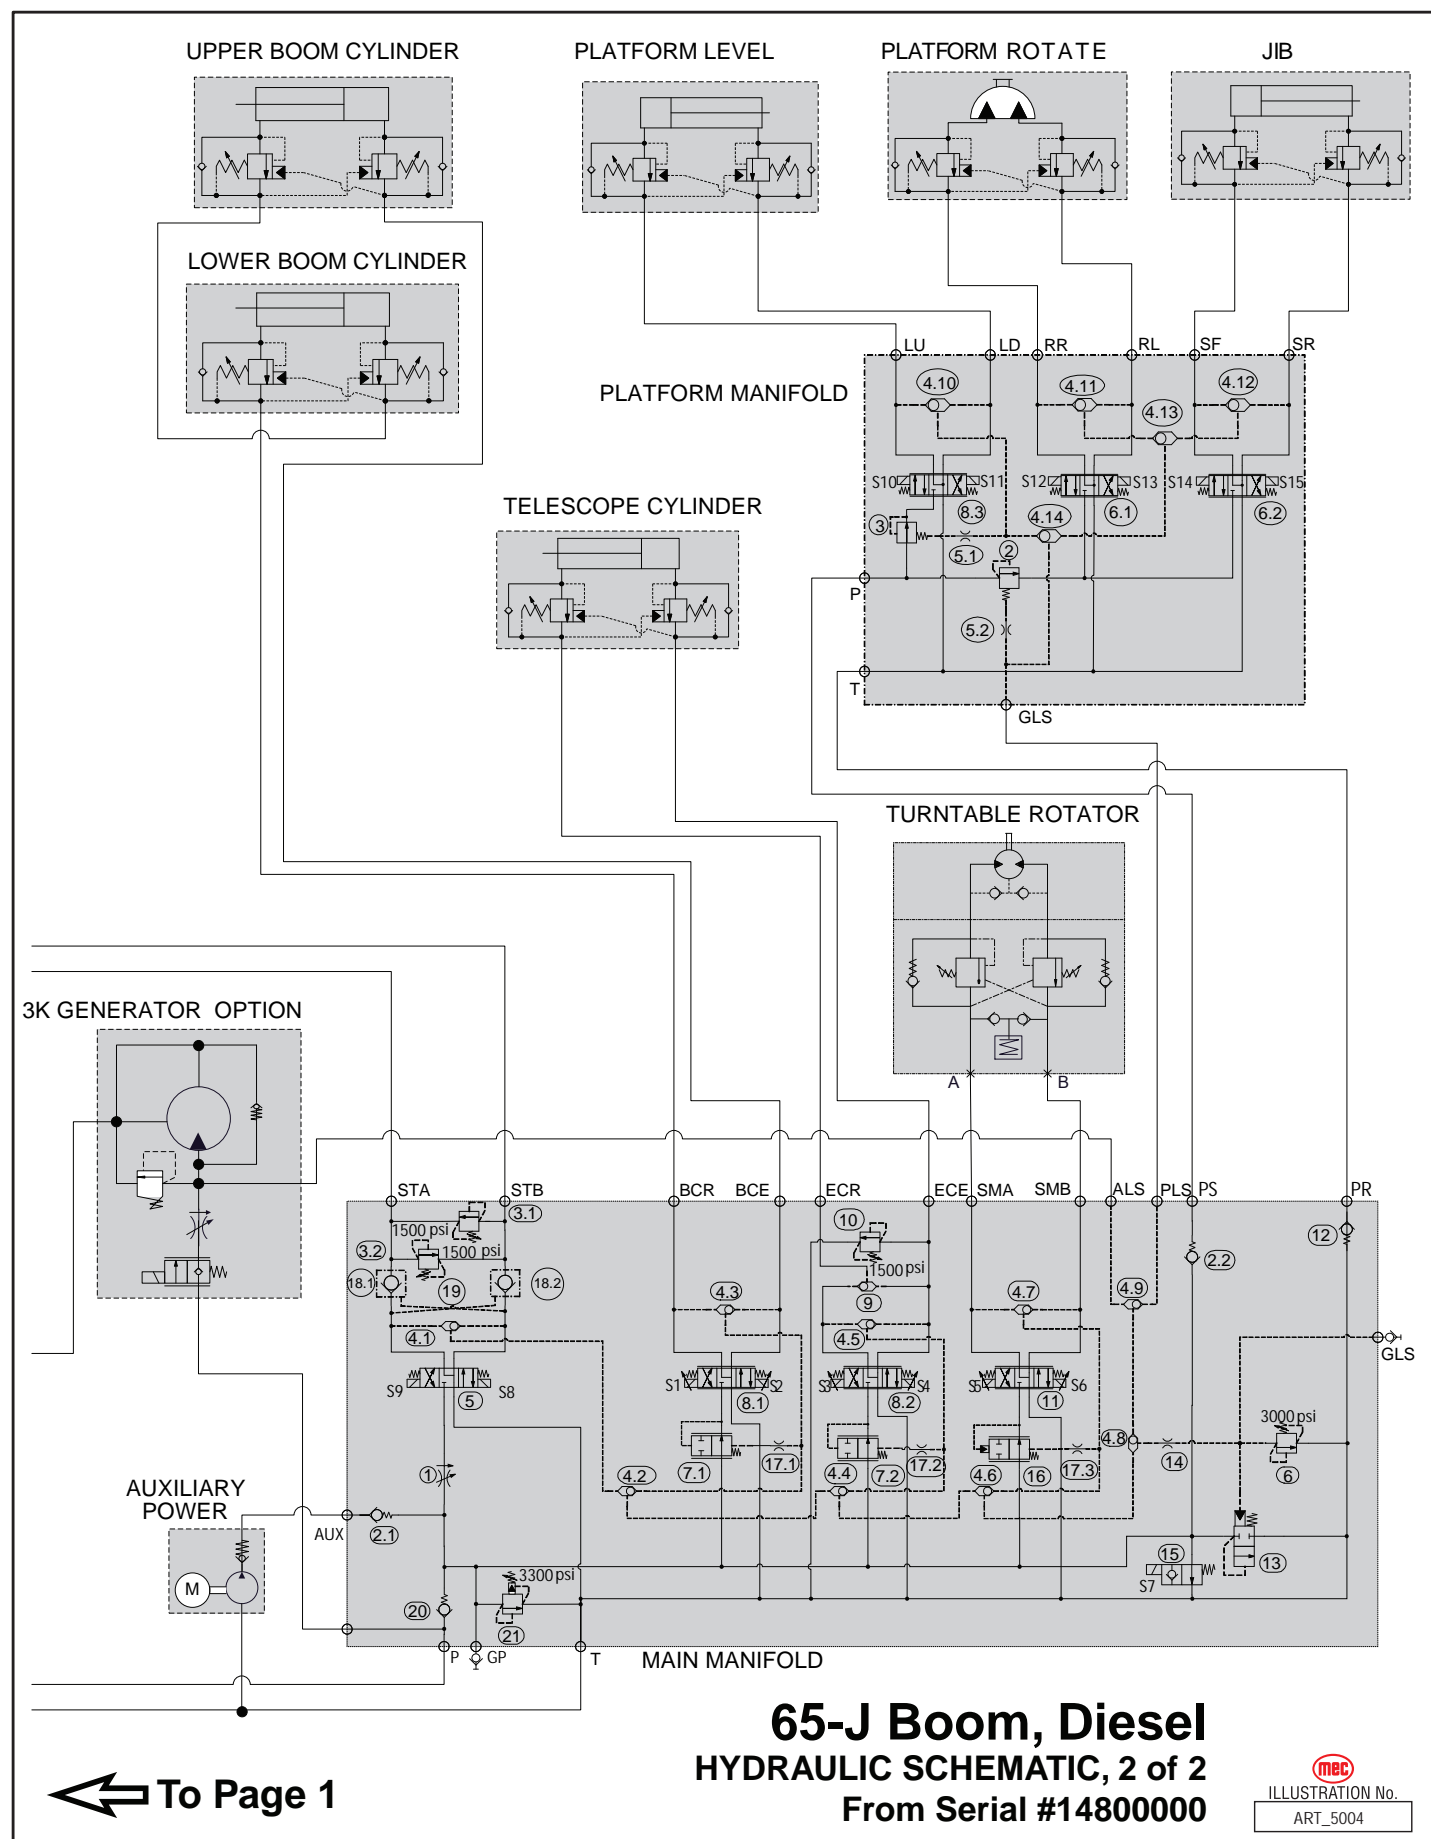 UPPER BOOM CYLINDER
PLATFORM LEVEL
PLATFORM ROTATE
JIB
LOWER BOOM CYLINDER
LU
LD
RR
RL
SF
SR
PLATFORM MANIFOLD
4.10
4.11
4.12
4.13
S10
S11
S12
S13
S14
S15
8.3
6.1
6.2
TELESCOPE CYLINDER
3
4.14
5.1
2
P
5.2
T
GLS
TURNTABLE ROTATOR
3K GENERATOR OPTION
A
B
STA
STB
BCR
BCE
ECR
ECE
SMA
SMB
ALS
PLS
PS
PR
3.1
1500 psi
10
12
3.2
1500 psi
1500 psi
2.2
18.1
19
18.2
4.3
9
4.7
4.9
4.1
4.5
GLS
S9
S8
S1
S2
S3
S4
S5
S6
5
8.1
8.2
11
3000 psi
4.8
1
7.1
17.1
7.2
17.2
16
17.3
14
6
4.2
4.4
4.6
AUXILIARY
POWER
AUX
2.1
15
13
S7
M
3300 psi
20
21
P
GP
T
MAIN MANIFOLD
65-J Boom, Diesel
HYDRAULIC SCHEMATIC, 2 of 2
From Serial #14800000
To Page 1
mec
ILLUSTRATION No.
ART_5004